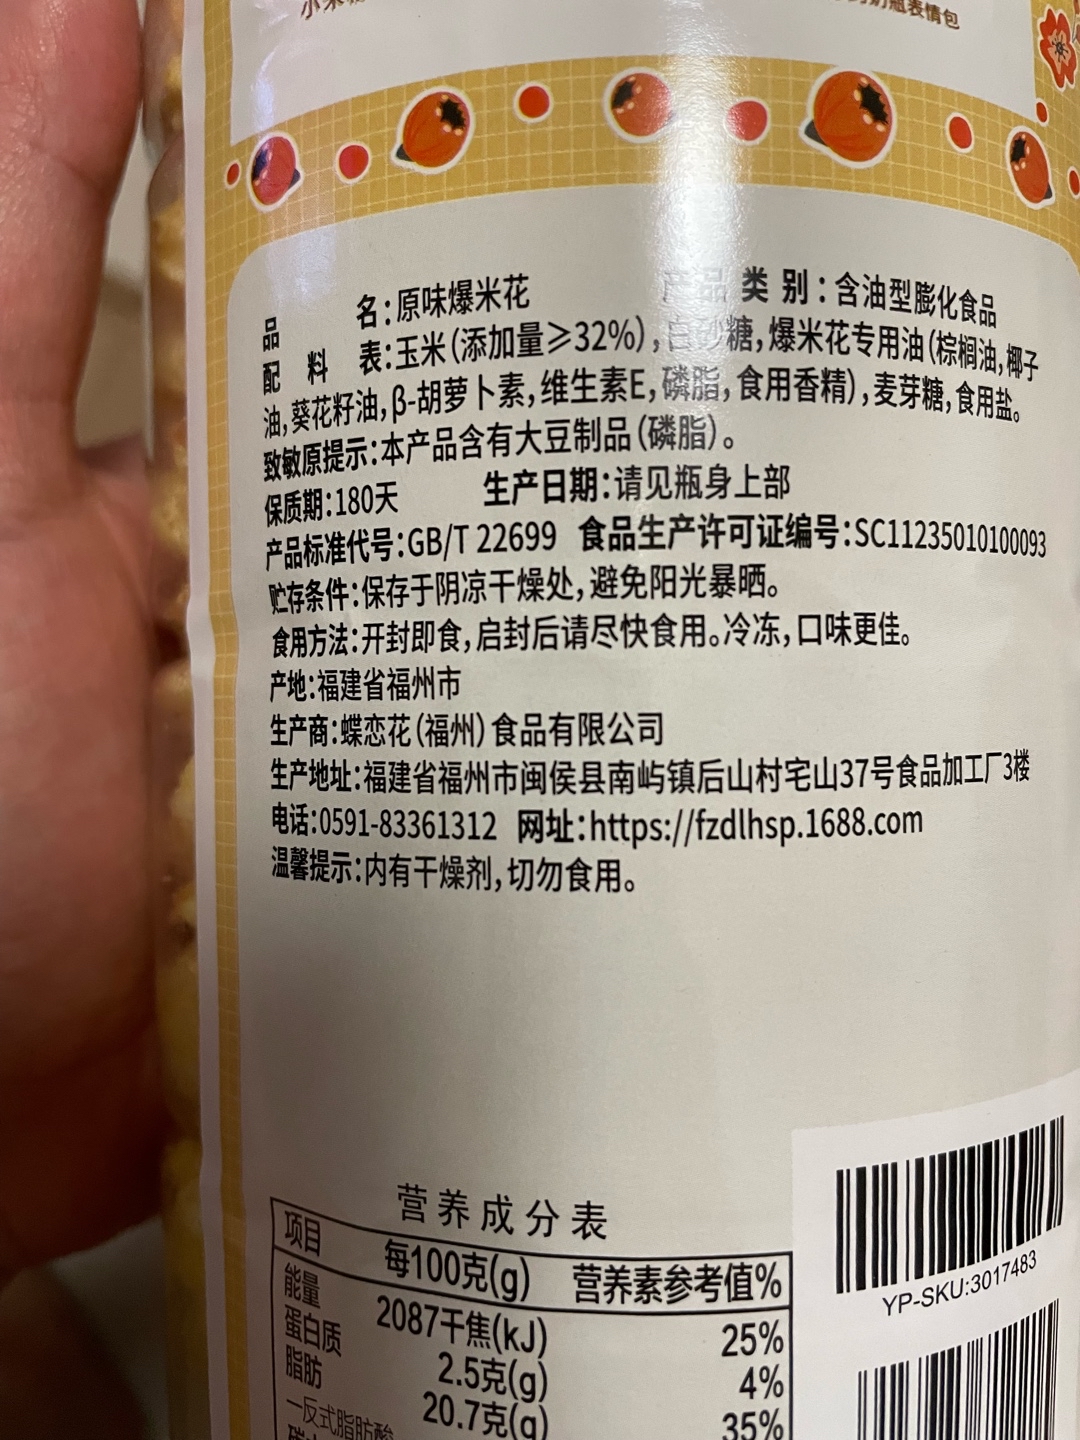 瓶表情包
品 名:原味爆米花 产品类别:含油型膨化食品
配 料 表:玉米(添加量≥32%),白砂糖,爆米花专用油(棕榈油,椰子
油,葵花籽油,β-胡萝卜素,维生素E,磷脂,食用香精),麦芽糖,食用盐。
致敏原提示:本产品含有大豆制品(磷脂)。
保质期:180天 生产日期:请见瓶身上部
产品标准代号:GB/T 22699 食品生产许可证编号:SC11235010100093
贮存条件:保存于阴凉干燥处,避免阳光暴晒。
食用方法:开封即食,启封后请尽快食用。冷冻,口味更佳。
产地:福建省福州市
生产商:蝶恋花(福州)食品有限公司
生产地址:福建省福州市闽侯县南屿镇后山村宅山37号食品加工厂3楼
电话:0591-83361312 网址:https://fzdlhsp.1688.com
温馨提示:内有干燥剂,切勿食用。
营养成分表
项目 每100克(g) 营养素参考值%
能量 2087千焦(kJ) 25%
蛋白质 2.5克(g) 4%
脂肪 20.7克(g) 35%
—反式脂肪酸
YP-SKU:3017483